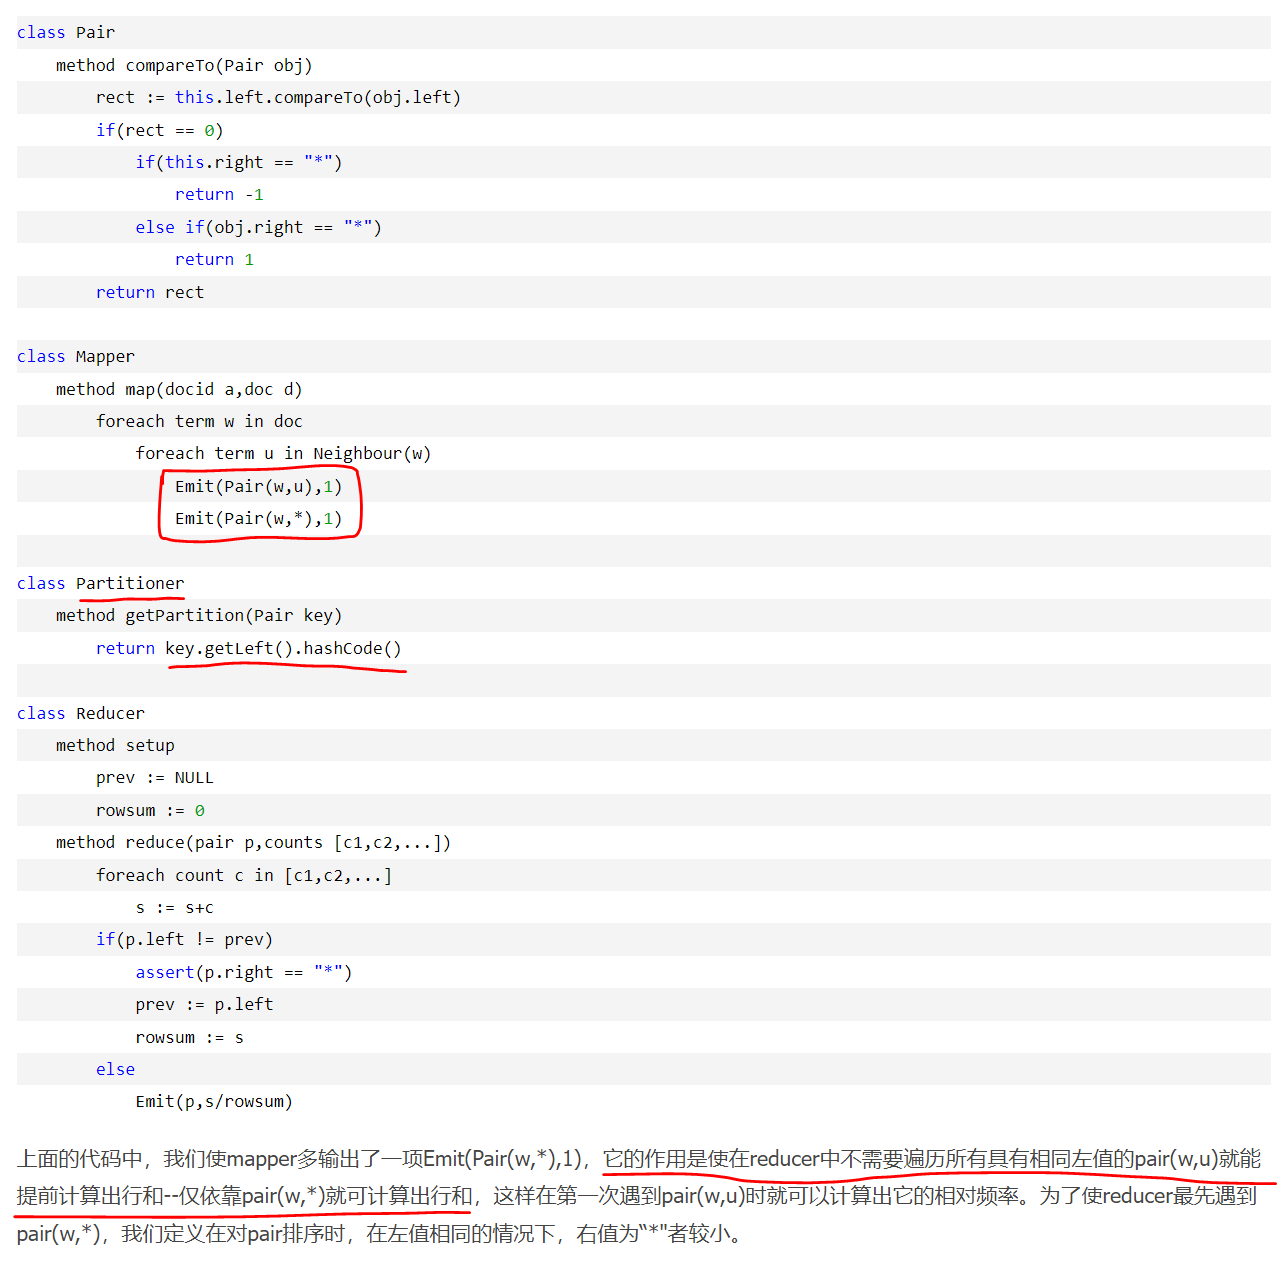 class Pair
method compareTo(Pair obj)
rect := this.left.compareTo(obj.left)
if(rect == 0)
if(this.right == "*")
return -1
else if(obj.right == "*")
return 1
return rect
class Mapper
method map(docid a,doc d)
foreach term w in doc
foreach term u in Neighbour(w)
Emit(Pair(w,u),1)
Emit(Pair(w,*),1)
class Partitioner
method getPartition(Pair key)
return key.getLeft().hashCode()
class Reducer
method setup
prev := NULL
rowsum := 0
method reduce(pair p,counts [c1,c2,...])
foreach count c in [c1,c2,...]
s := s+c
if(p.left != prev)
assert(p.right == "*")
prev := p.left
rowsum := s
else
Emit(p,s/rowsum)
上面的代码中，我们使mapper多输出了一项Emit(Pair(w,*),1)，它的作用是使在reducer中不需要遍历所有具有相同左值的pair(w,u)就能
提前计算出行和--仅依靠pair(w,*)就可计算出行和，这样在第一次遇到pair(w,u)时就可以计算出它的相对频率。为了使reducer最先遇到
pair(w,*)，我们定义在对pair排序时，在左值相同的情况下，右值为“*"者较小。